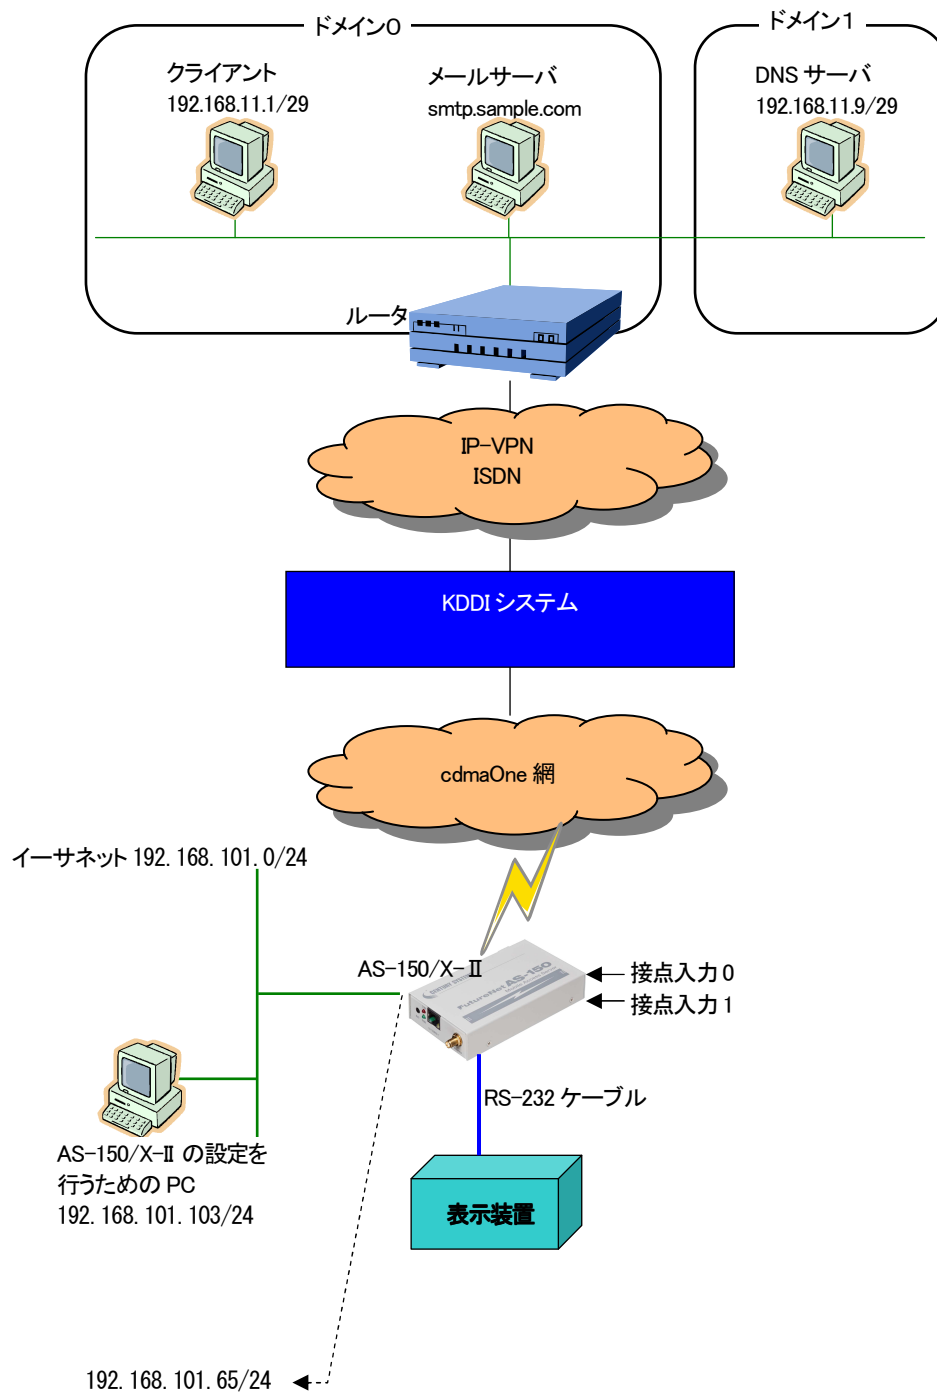 ドメイン0
ドメイン1
クライアント
192.168.11.1/29
メールサーバ
smtp.sample.com
DNS サーバ
192.168.11.9/29
ルータ
IP-VPN
ISDN
KDDI システム
cdmaOne 網
イーサネット 192.168.101.0/24
AS-150/X-Ⅱ
FutureNet AS-150
接点入力 0
接点入力 1
RS-232 ケーブル
AS-150/X-Ⅱ の設定を
行うための PC
192.168.101.103/24
表示装置
192.168.101.65/24